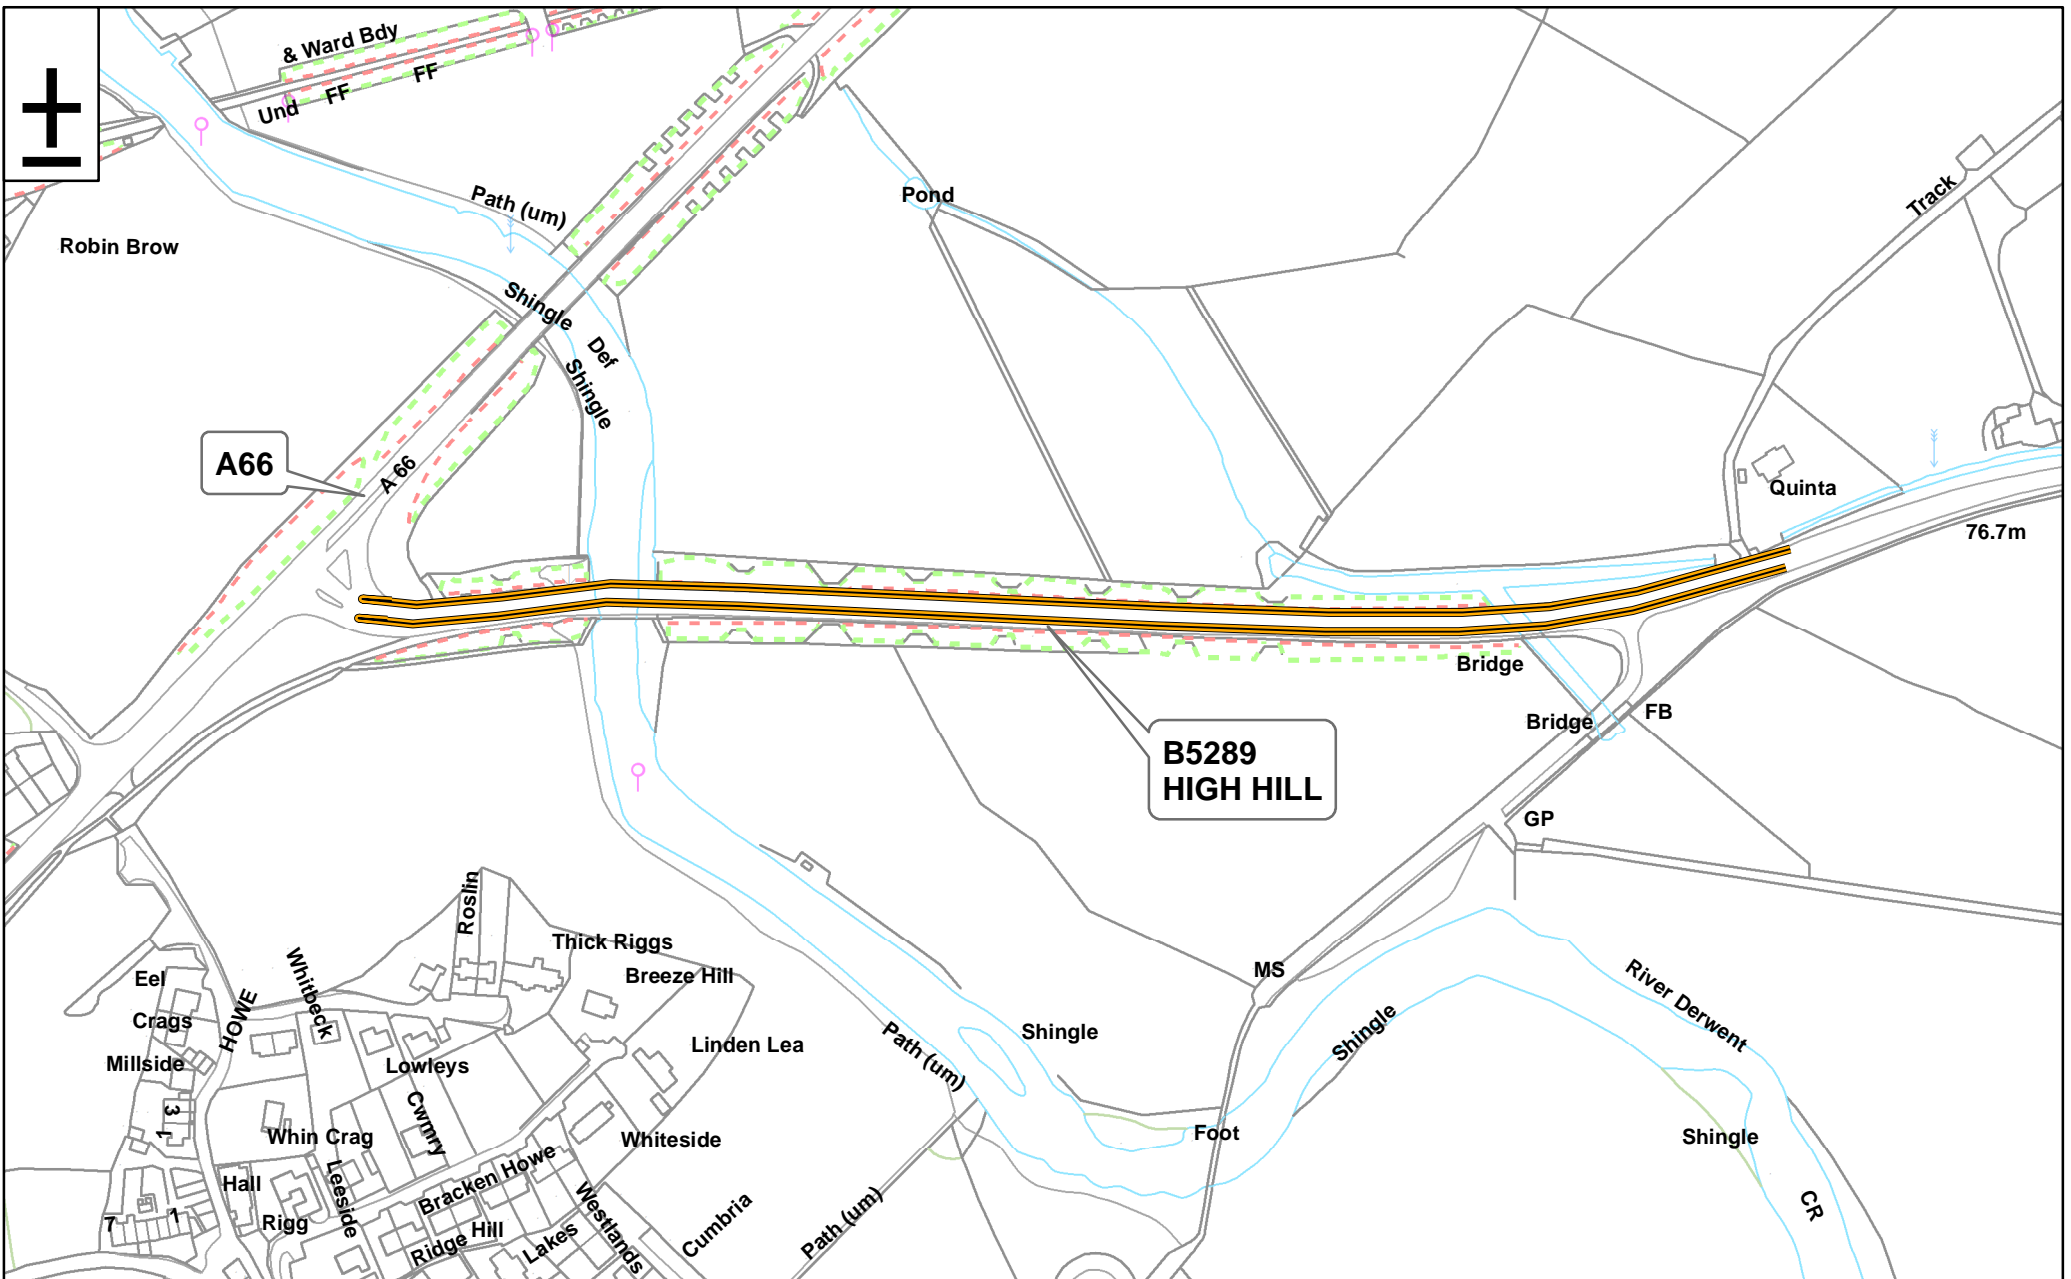 & Ward Bdy
FF
FF
Und
Path (um)
Pond
Track
Robin Brow
Shingle
Def
Shingle
A66
A 66
Quinta
76.7m
Bridge
Bridge
FB
B5289
HIGH HILL
GP
Roslin
Thick Riggs
Breeze Hill
MS
River Derwent
Eel
Crags
HOWE
Whitbeck
Shingle
Shingle
Linden Lea
Path (um)
Millside
Lowleys
Cwmry
3
1
Whin Crag
Whiteside
Foot
Shingle
Hall
Leeside
Bracken Howe
Westlands
CR
7
1
Rigg
Ridge
Hill
Lakes
Cumbria
Path (um)